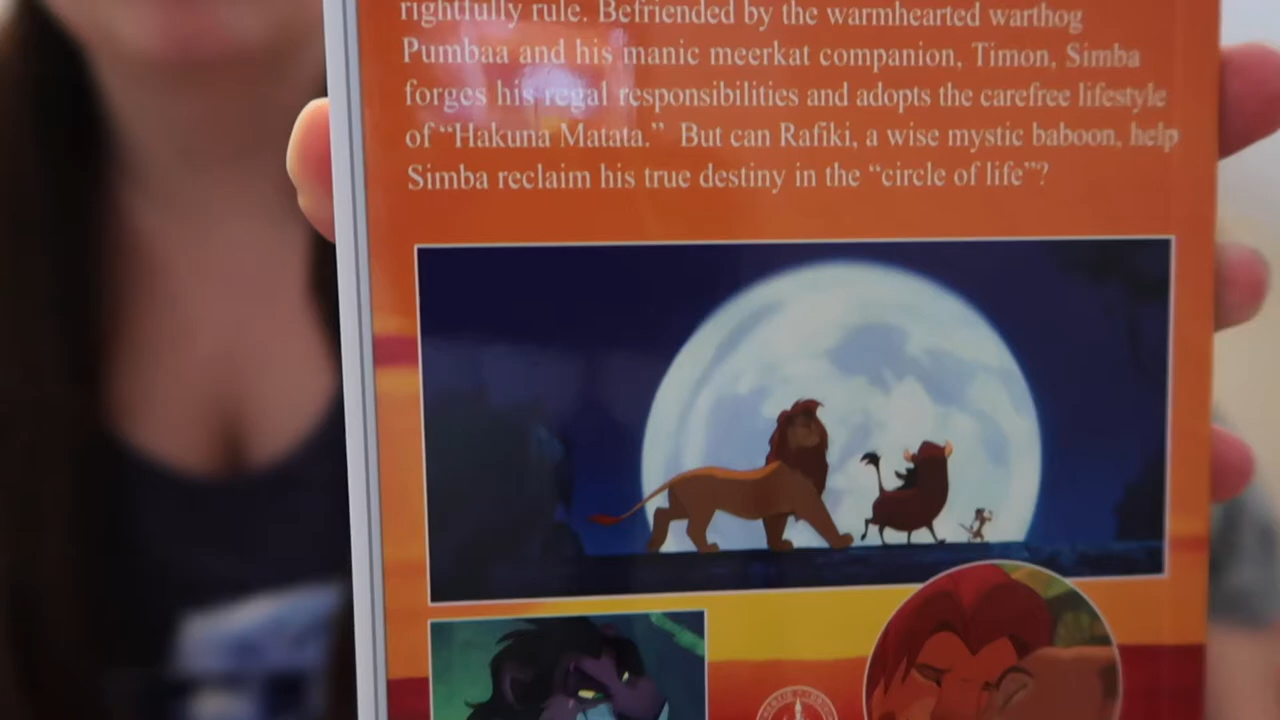 rightfully rule. Befriended by the warmhearted warthog
Pumbaa and his manic meerkat companion, Timon, Simba
forges his regal responsibilities and adopts the carefree lifestyle
of “Hakuna Matata.” But can Rafiki, a wise mystic baboon, help
Simba reclaim his true destiny in the “circle of life”?